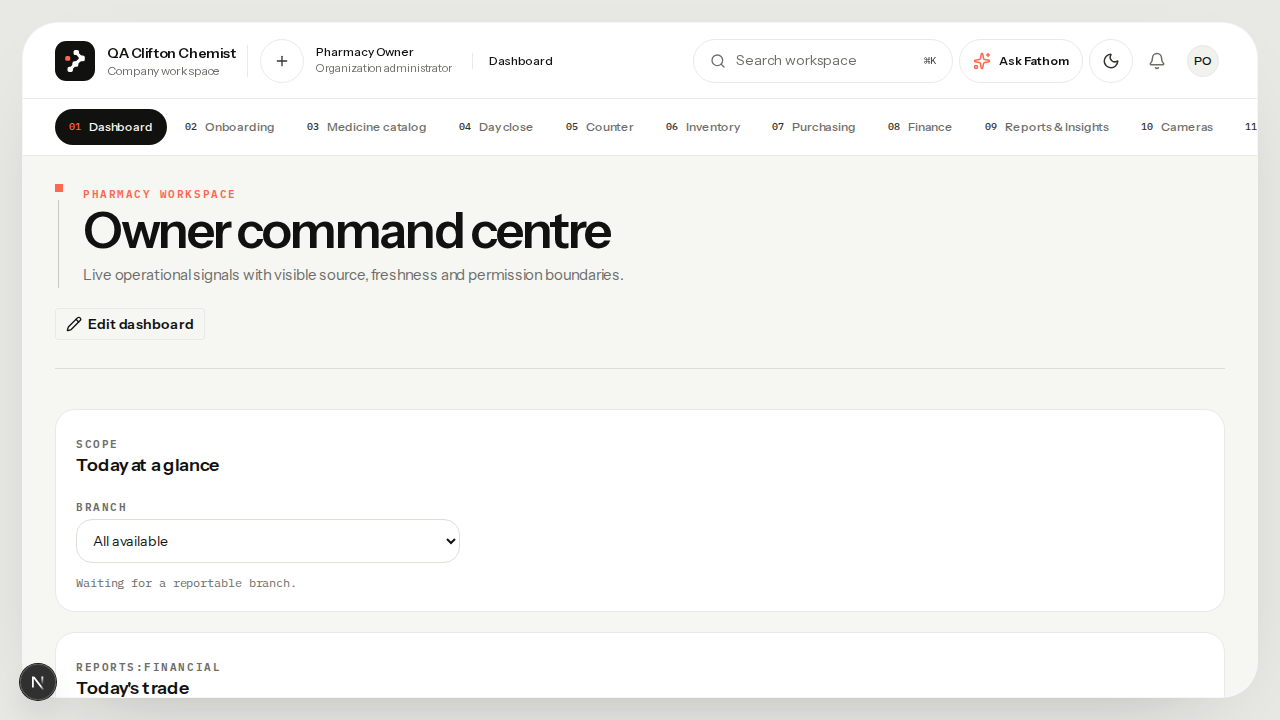 QA Clifton Chemist
Company workspace
Pharmacy Owner
Organization administrator
Dashboard
Search workspace
⌘K
Ask Fathom
PO
01 Dashboard
02 Onboarding
03 Medicine catalog
04 Day close
05 Counter
06 Inventory
07 Purchasing
08 Finance
09 Reports & Insights
10 Cameras
11
PHARMACY WORKSPACE
Owner command centre
Live operational signals with visible source, freshness and permission boundaries.
Edit dashboard
SCOPE
Today at a glance
BRANCH
All available
Waiting for a reportable branch.
REPORTS:FINANCIAL
Today's trade
N